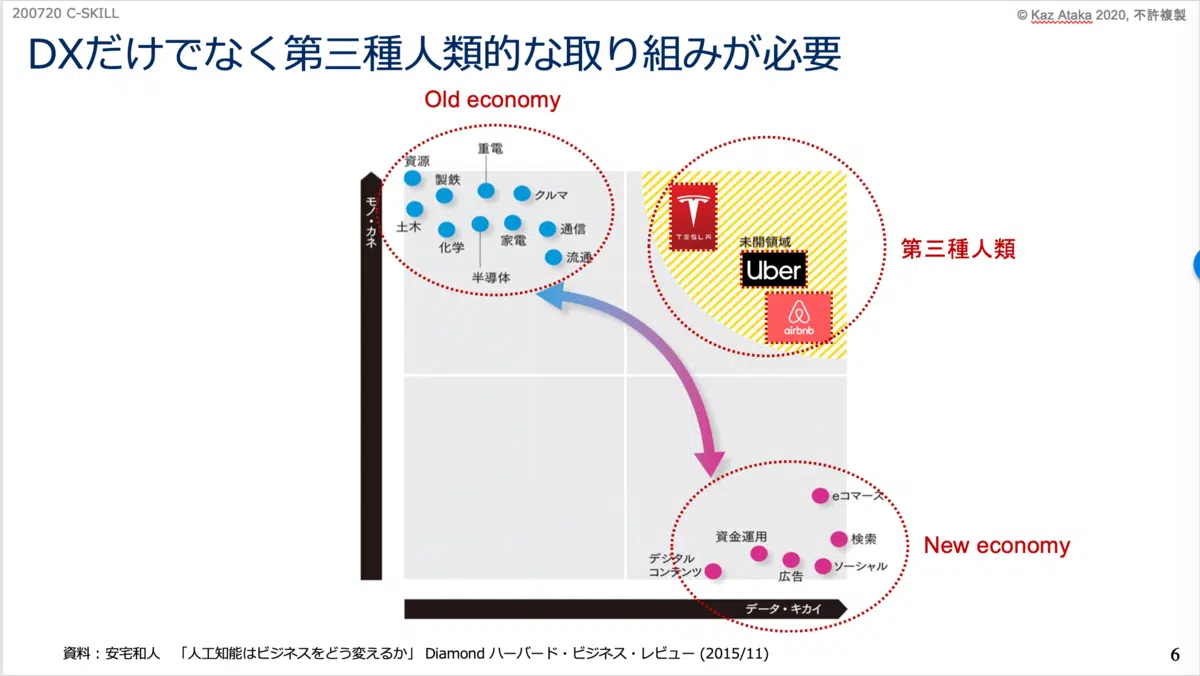 200720 C-SKILL
© Kaz Ataka 2020, 不許複製
DXだけでなく第三種人類的な取り組みが必要
Old economy
重電
資源
製鉄
クルマ
土木
化学
家電
通信
流通
半導体
モノ・カネ
TESLA
未開領域
Uber
airbnb
第三種人類
eコマース
資金運用
検索
デジタル
コンテンツ
広告
ソーシャル
New economy
データ・キカイ
資料：安宅和人 「人工知能はビジネスをどう変えるか」 Diamond ハーバード・ビジネス・レビュー (2015/11)
6